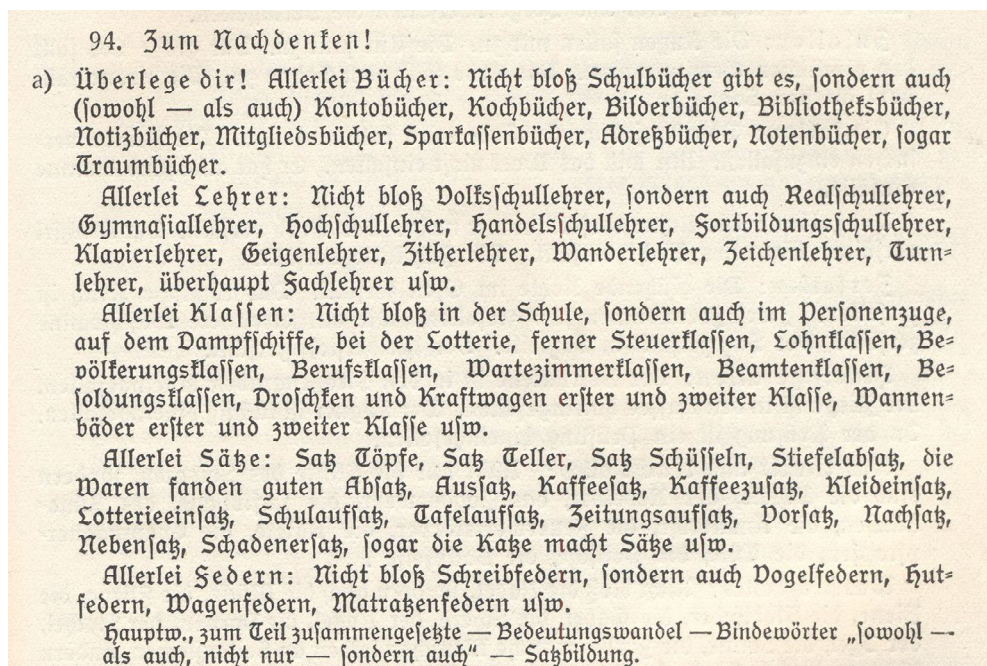 94. Zum Nachdenken!
a) Überlege dir! Allerlei Bücher: Nicht bloß Schulbücher gibt es, sondern auch
(sowohl — als auch) Kontobücher, Kochbücher, Bilderbücher, Bibliotheksbücher,
Notizbücher, Mitgliedsbücher, Sparkassenbücher, Adreßbücher, Notenbücher, sogar
Traumbücher.
Allerlei Lehrer: Nicht bloß Volksschullehrer, sondern auch Realschullehrer,
Gymnasiallehrer, Hochschullehrer, Handelsschullehrer, Fortbildungsschullehrer,
Klavierlehrer, Geigenlehrer, Zitherlehrer, Wanderlehrer, Zeichenlehrer, Turn-
lehrer, überhaupt Fachlehrer usw.
Allerlei Klassen: Nicht bloß in der Schule, sondern auch im Personenzuge,
auf dem Dampfschiffe, bei der Lotterie, ferner Steuerklassen, Lohnklassen, Be-
völkerungsklassen, Berufsklassen, Wartezimmerklassen, Beamtenklassen, Be-
soldungsklassen, Droschken und Kraftwagen erster und zweiter Klasse, Wannen-
bäder erster und zweiter Klasse usw.
Allerlei Sätze: Satz Töpfe, Satz Teller, Satz Schüsseln, Stiefelabsatz, die
Waren fanden guten Absatz, Aussatz, Kaffeesatz, Kaffeezusatz, Kleideinsatz,
Lotterieeinsatz, Schulaufsatz, Tafelaufsatz, Zeitungsaufsatz, Vorsatz, Nachsatz,
Nebensatz, Schadenersatz, sogar die Katze macht Sätze usw.
Allerlei Federn: Nicht bloß Schreibfedern, sondern auch Vogelfedern, Hut-
federn, Wagenfedern, Matratzenfedern usw.
Hauptw., zum Teil zusammengesetzte — Bedeutungswandel — Bindewörter „sowohl —
als auch, nicht nur — sondern auch“ — Satzbildung.